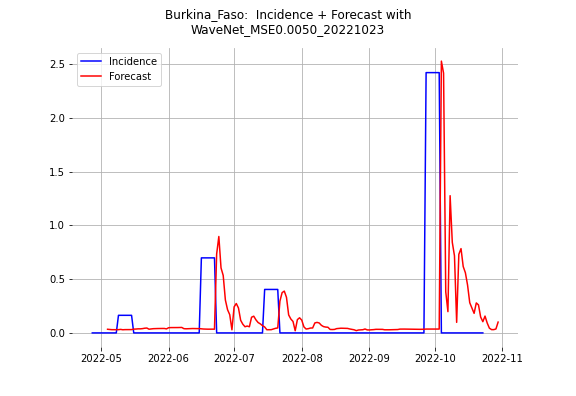 Burkina_Faso:  Incidence + Forecast with
WaveNet_MSE0.0050_20221023
Incidence
Forecast
2.5
2.0
1.5
1.0
0.5
0.0
2022-05 2022-06 2022-07 2022-08 2022-09 2022-10 2022-11